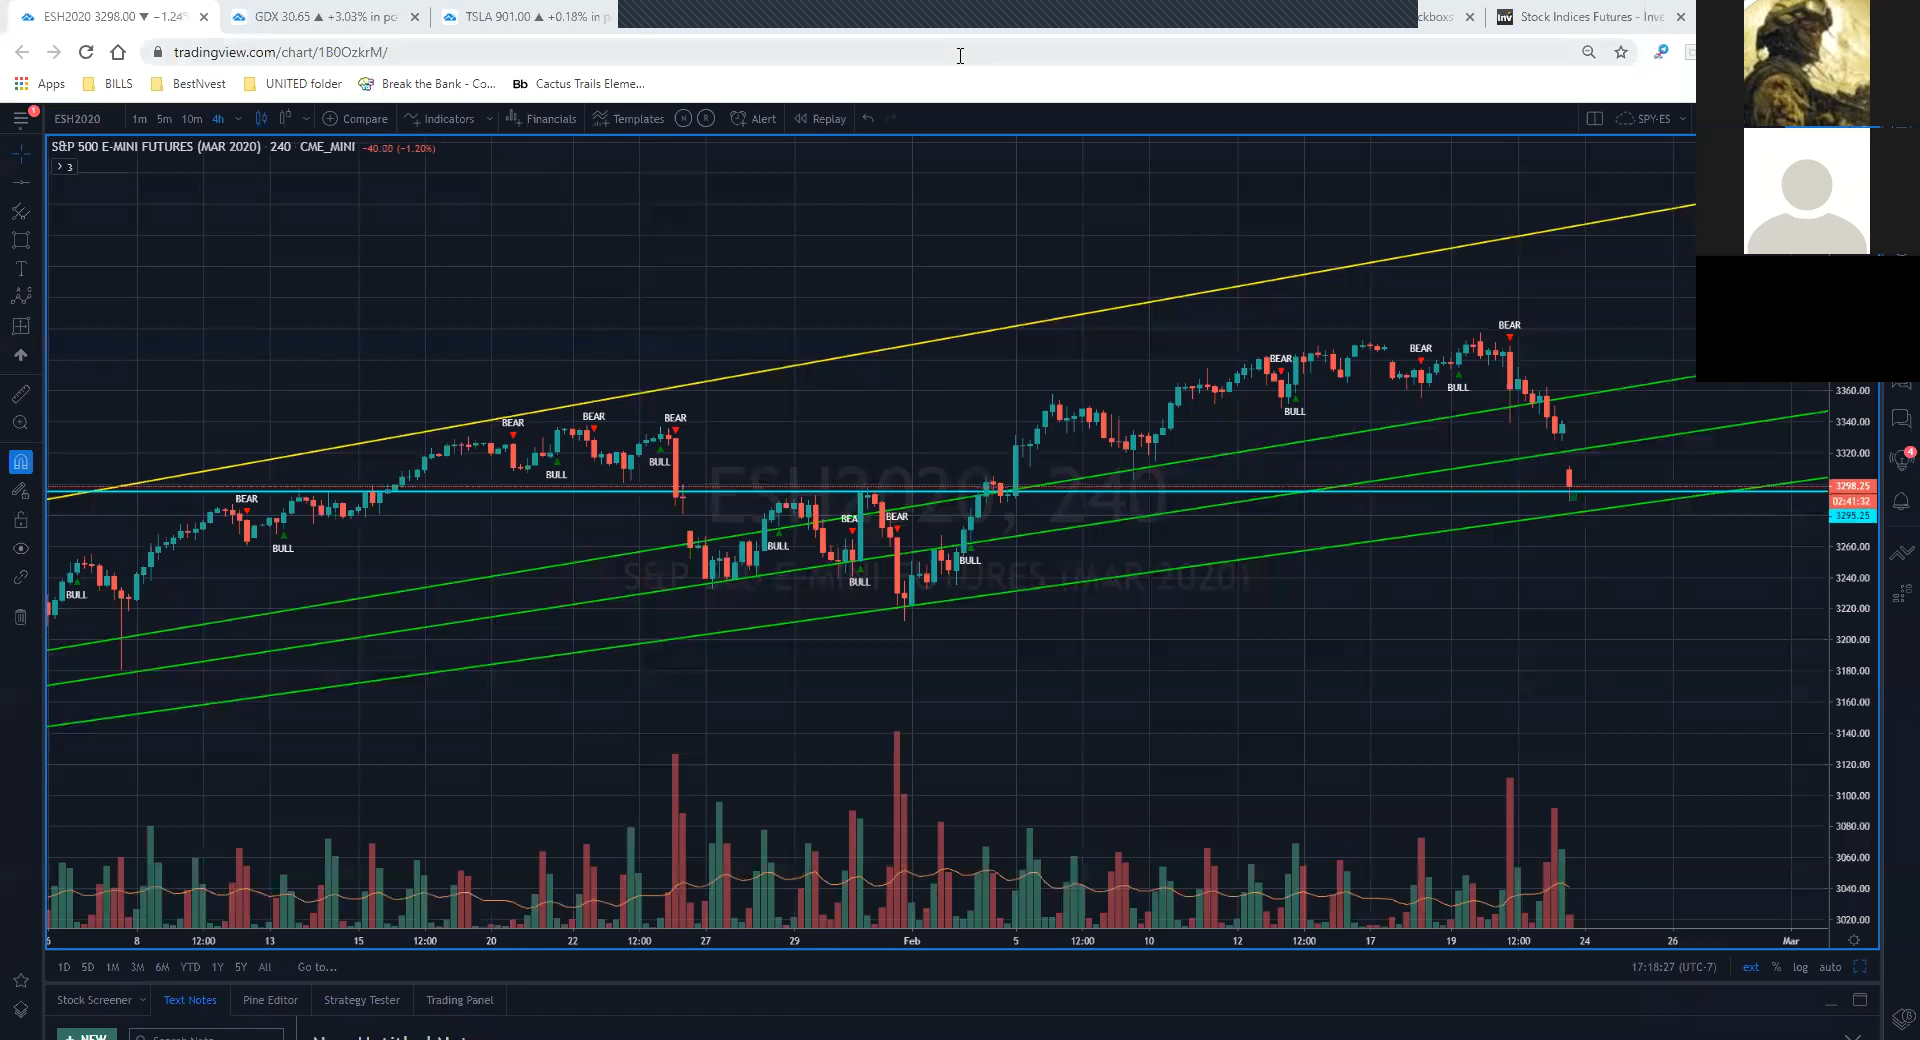 ESH2020 3298.00 ▼ −1.24%
GDX 30.65 ▲ +3.03% in po
TSLA 901.00 ▲ +0.18% in p
ckboxs
Stock Indices Futures - Inve
tradingview.com/chart/1B0OzkrM/
Apps
BILLS
BestNvest
UNITED folder
Break the Bank - Co...
Cactus Trails Eleme...
1
ESH2020
1m 5m 10m 4h
Compare
Indicators
Financials
Templates
N R
Alert
Replay
SPY-ES
S&P 500 E-MINI FUTURES (MAR 2020) 240 CME_MINI −40.00 (−1.20%)
3
BEAR
BEAR BEAR
BULL
BULL
BEAR BEAR BEAR
BULL
BULL
BEAR
BULL
BULL
BEA
BEAR
BULL
BULL
BULL
BULL
ESH2020, 240
S&P 500 E-MINI FUTURES (MAR 2020)
3360.00
3340.00
3320.00
3298.25
02:41:32
3295.25
3260.00
3240.00
3220.00
3200.00
3180.00
3160.00
3140.00
3120.00
3100.00
3080.00
3060.00
3040.00
3020.00
4
6 8 12:00 13 15 12:00 20 22 12:00 27 29 Feb 5 12:00 10 12 12:00 17 19 12:00 24 26 Mar
1D 5D 1M 3M 6M YTD 1Y 5Y All Go to...
17:18:27 (UTC-7) ext % log auto
Stock Screener Text Notes Pine Editor Strategy Tester Trading Panel
+ NEW
Search Note